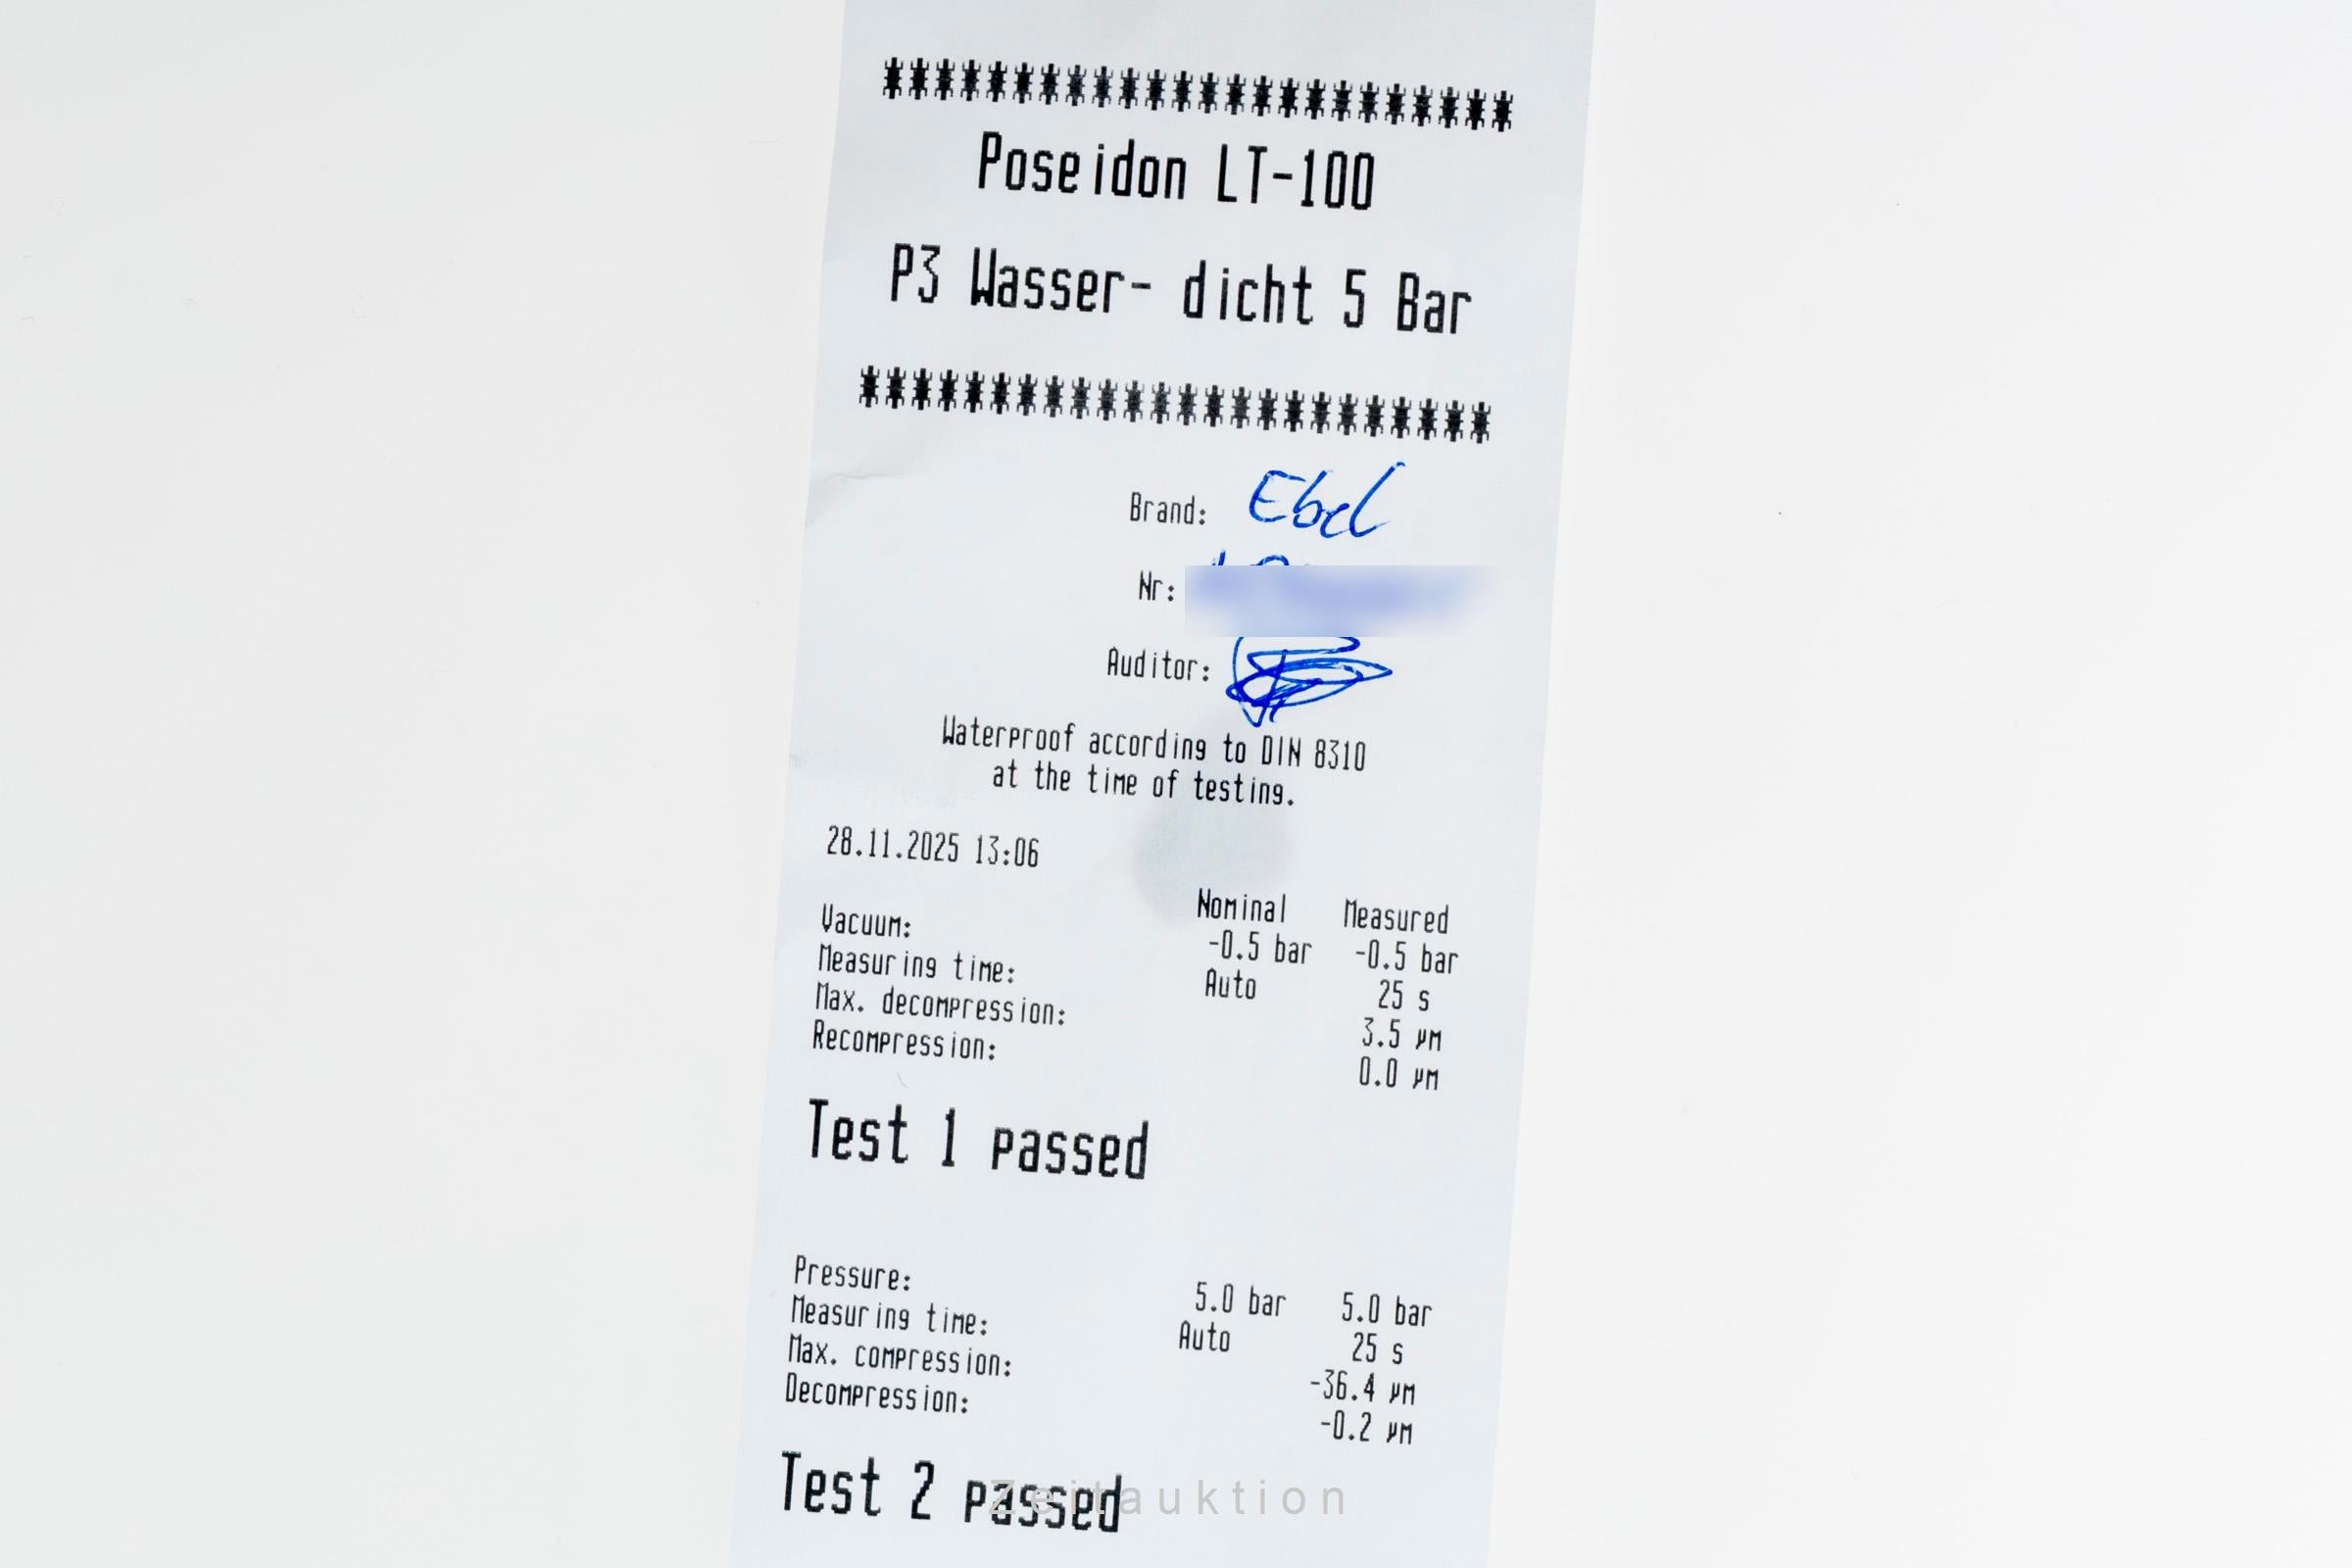 ************************
Poseidon LT-100
P3 Wasser- dicht 5 Bar
************************
Brand: Ebel
Nr:
Auditor:
Waterproof according to DIN 8310
at the time of testing.
28.11.2025 13:06
Nominal Measured
Vacuum: -0.5 bar -0.5 bar
Measuring time: Auto 25 s
Max. decompression: 3.5 µm
Recompression: 0.0 µm
Test 1 passed
Pressure: 5.0 bar 5.0 bar
Measuring time: Auto 25 s
Max. compression: -36.4 µm
Decompression: -0.2 µm
Test 2 passed
Zeitauktion